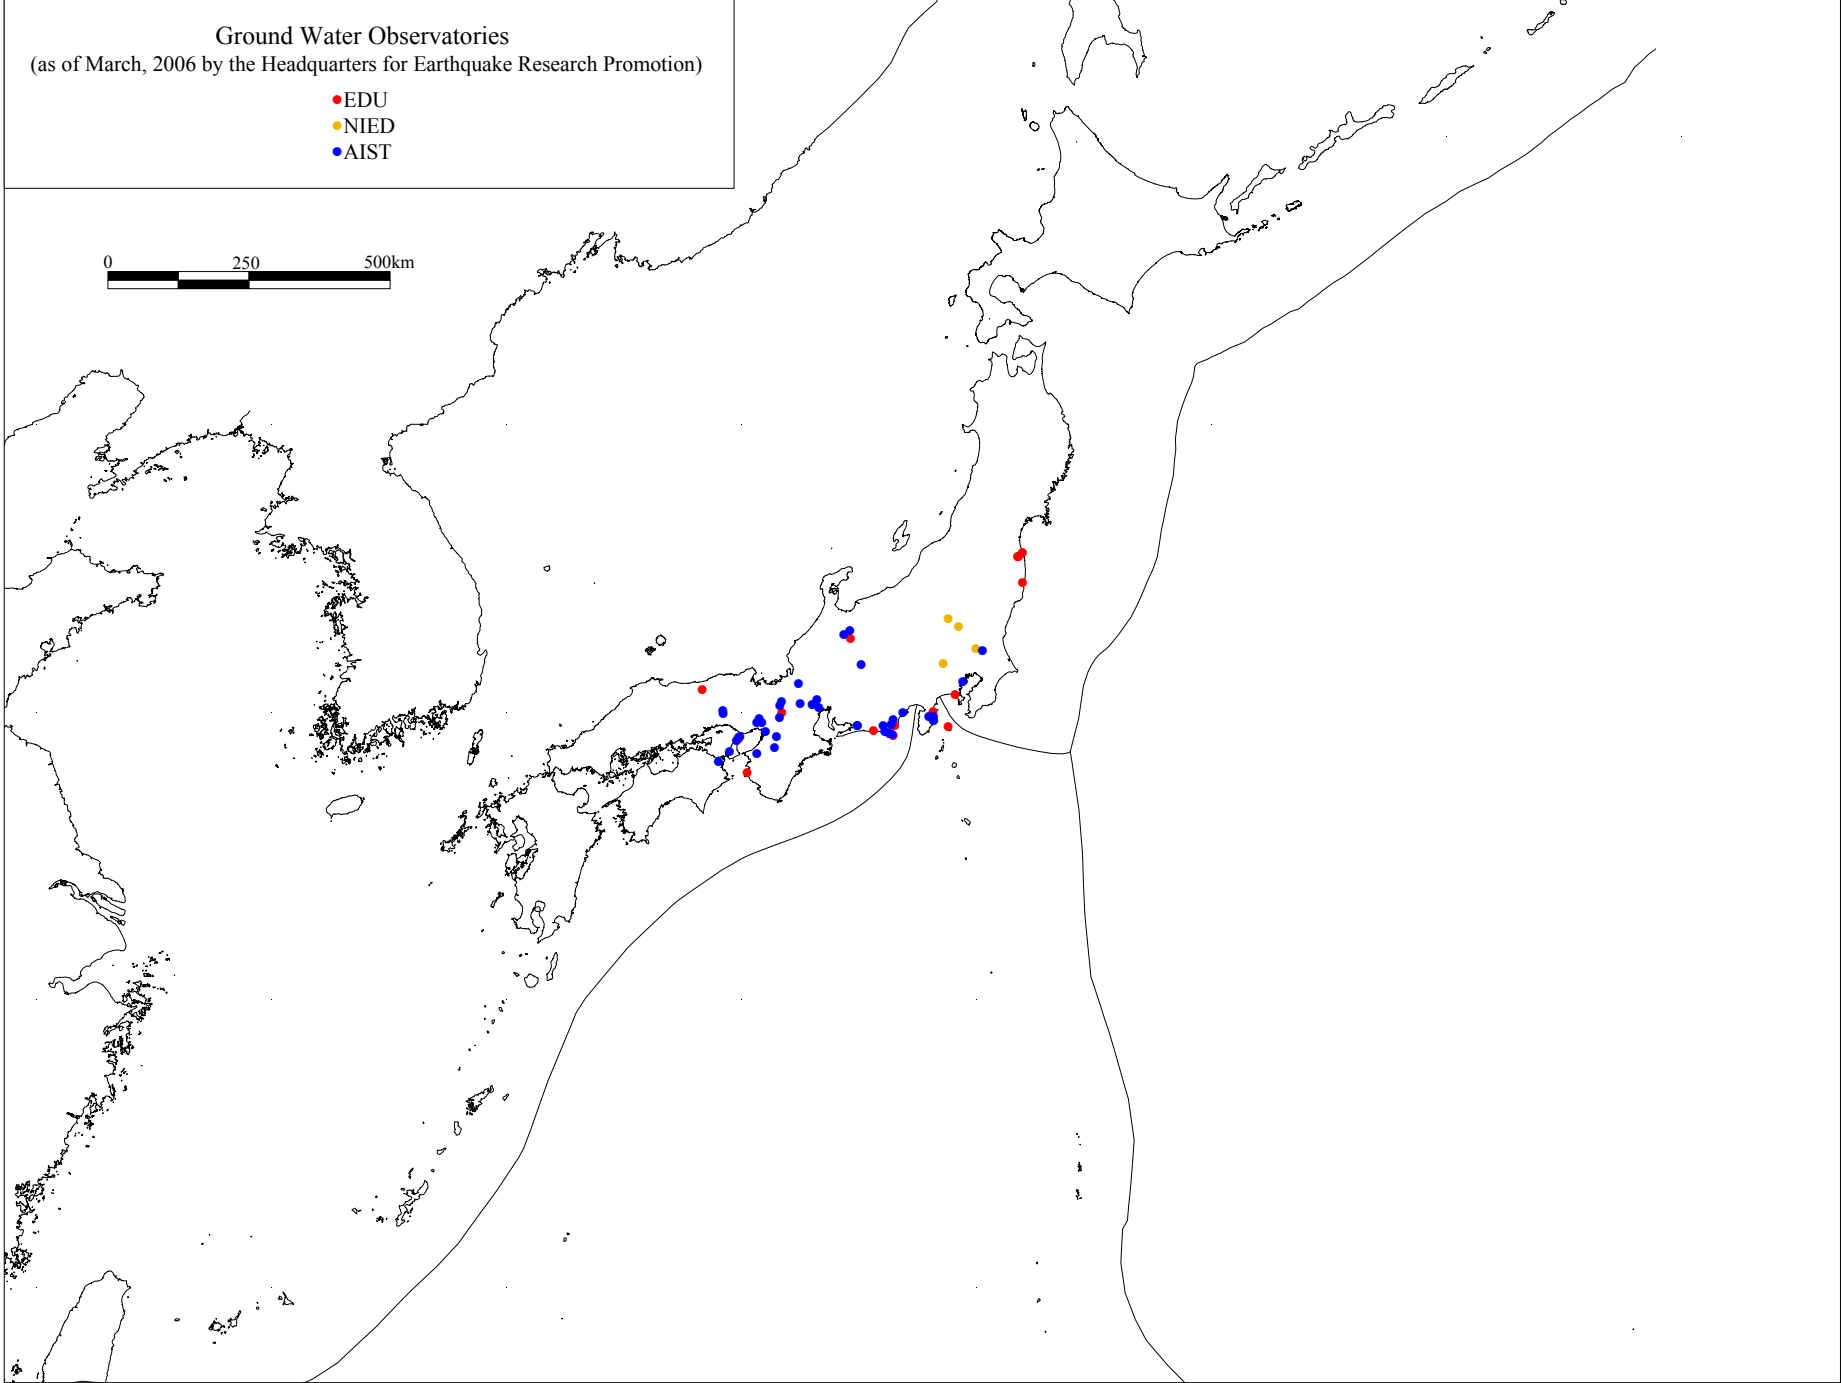 Ground Water Observatories
(as of March, 2006 by the Headquarters for Earthquake Research Promotion)
EDU
NIED
AIST
0 250 500km